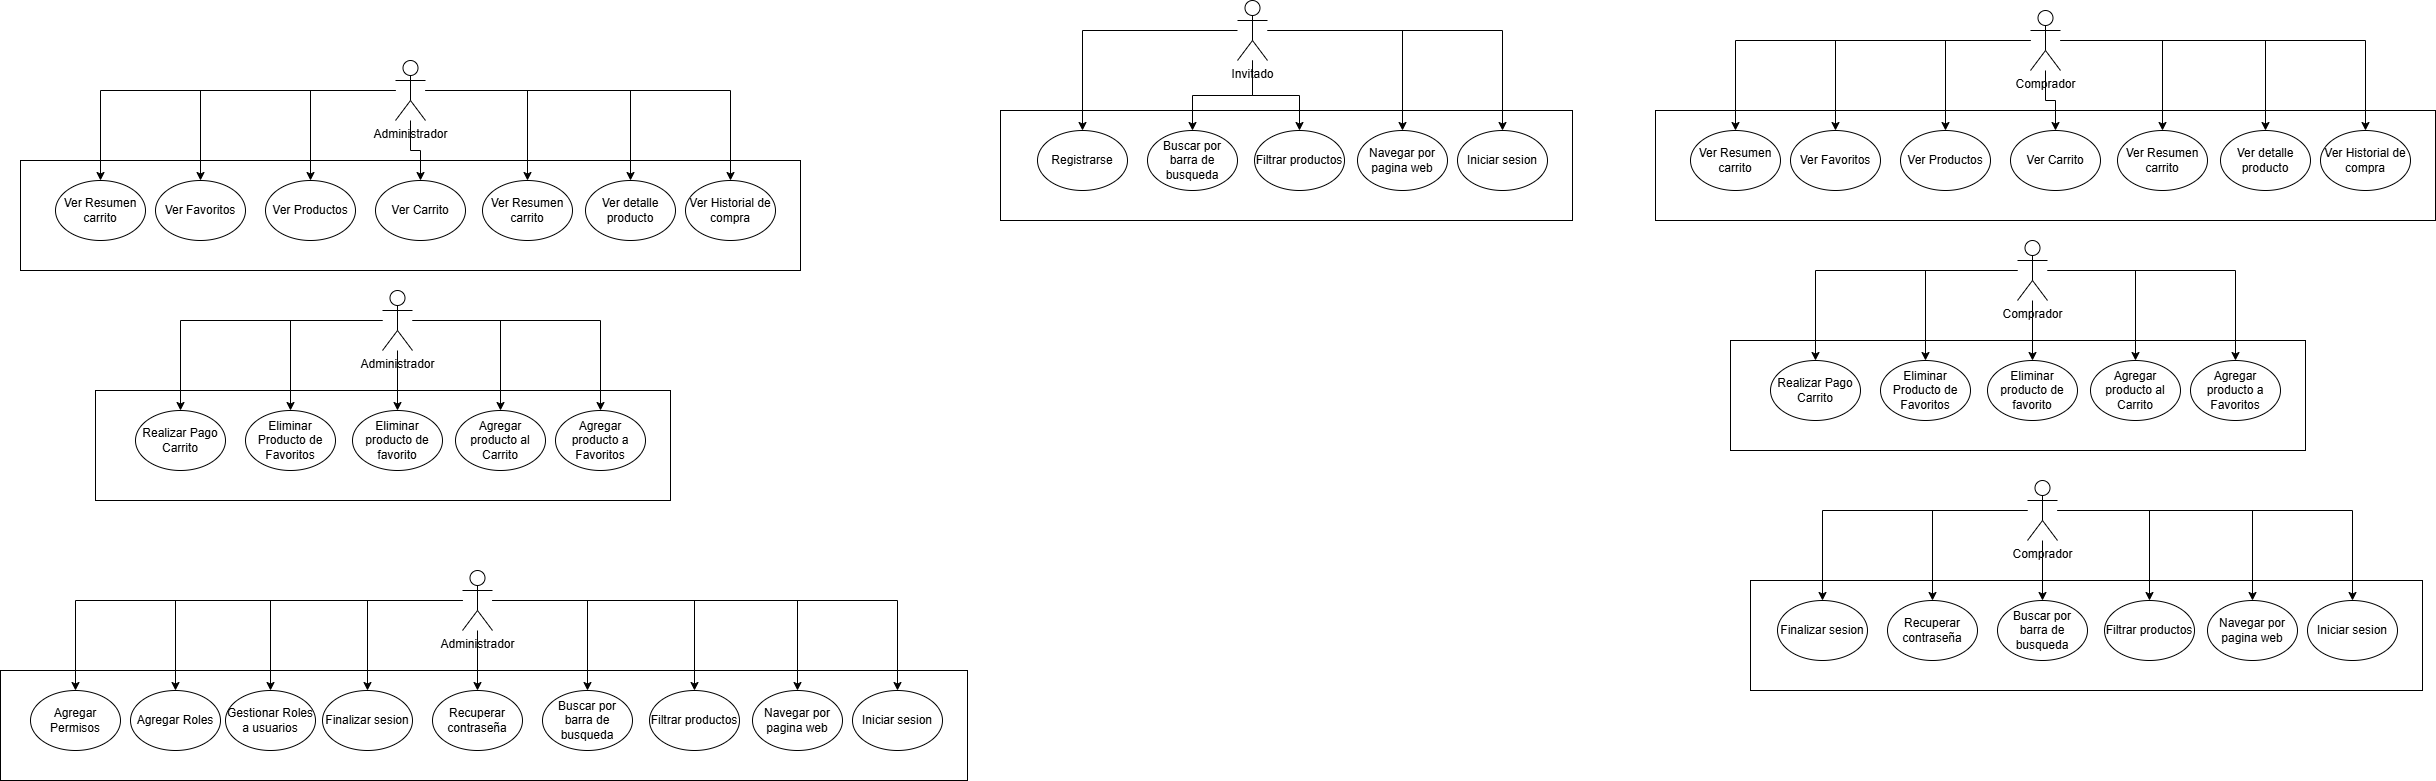 Administrador
Ver Resumen
carrito
Ver Favoritos
Ver Productos
Ver Carrito
Ver Resumen
carrito
Ver detalle
producto
Ver Historial de
compra
Administrador
Realizar Pago
Carrito
Eliminar
Producto de
Favoritos
Eliminar
producto de
favorito
Agregar
producto al
Carrito
Agregar
producto a
Favoritos
Administrador
Agregar
Permisos
Agregar Roles
Gestionar Roles
a usuarios
Finalizar sesion
Recuperar
contraseña
Buscar por
barra de
busqueda
Filtrar productos
Navegar por
pagina web
Iniciar sesion
Invitado
Registrarse
Buscar por
barra de
busqueda
Filtrar productos
Navegar por
pagina web
Iniciar sesion
Comprador
Ver Resumen
carrito
Ver Favoritos
Ver Productos
Ver Carrito
Ver Resumen
carrito
Ver detalle
producto
Ver Historial de
compra
Comprador
Realizar Pago
Carrito
Eliminar
Producto de
Favoritos
Eliminar
producto de
favorito
Agregar
producto al
Carrito
Agregar
producto a
Favoritos
Comprador
Finalizar sesion
Recuperar
contraseña
Buscar por
barra de
busqueda
Filtrar productos
Navegar por
pagina web
Iniciar sesion